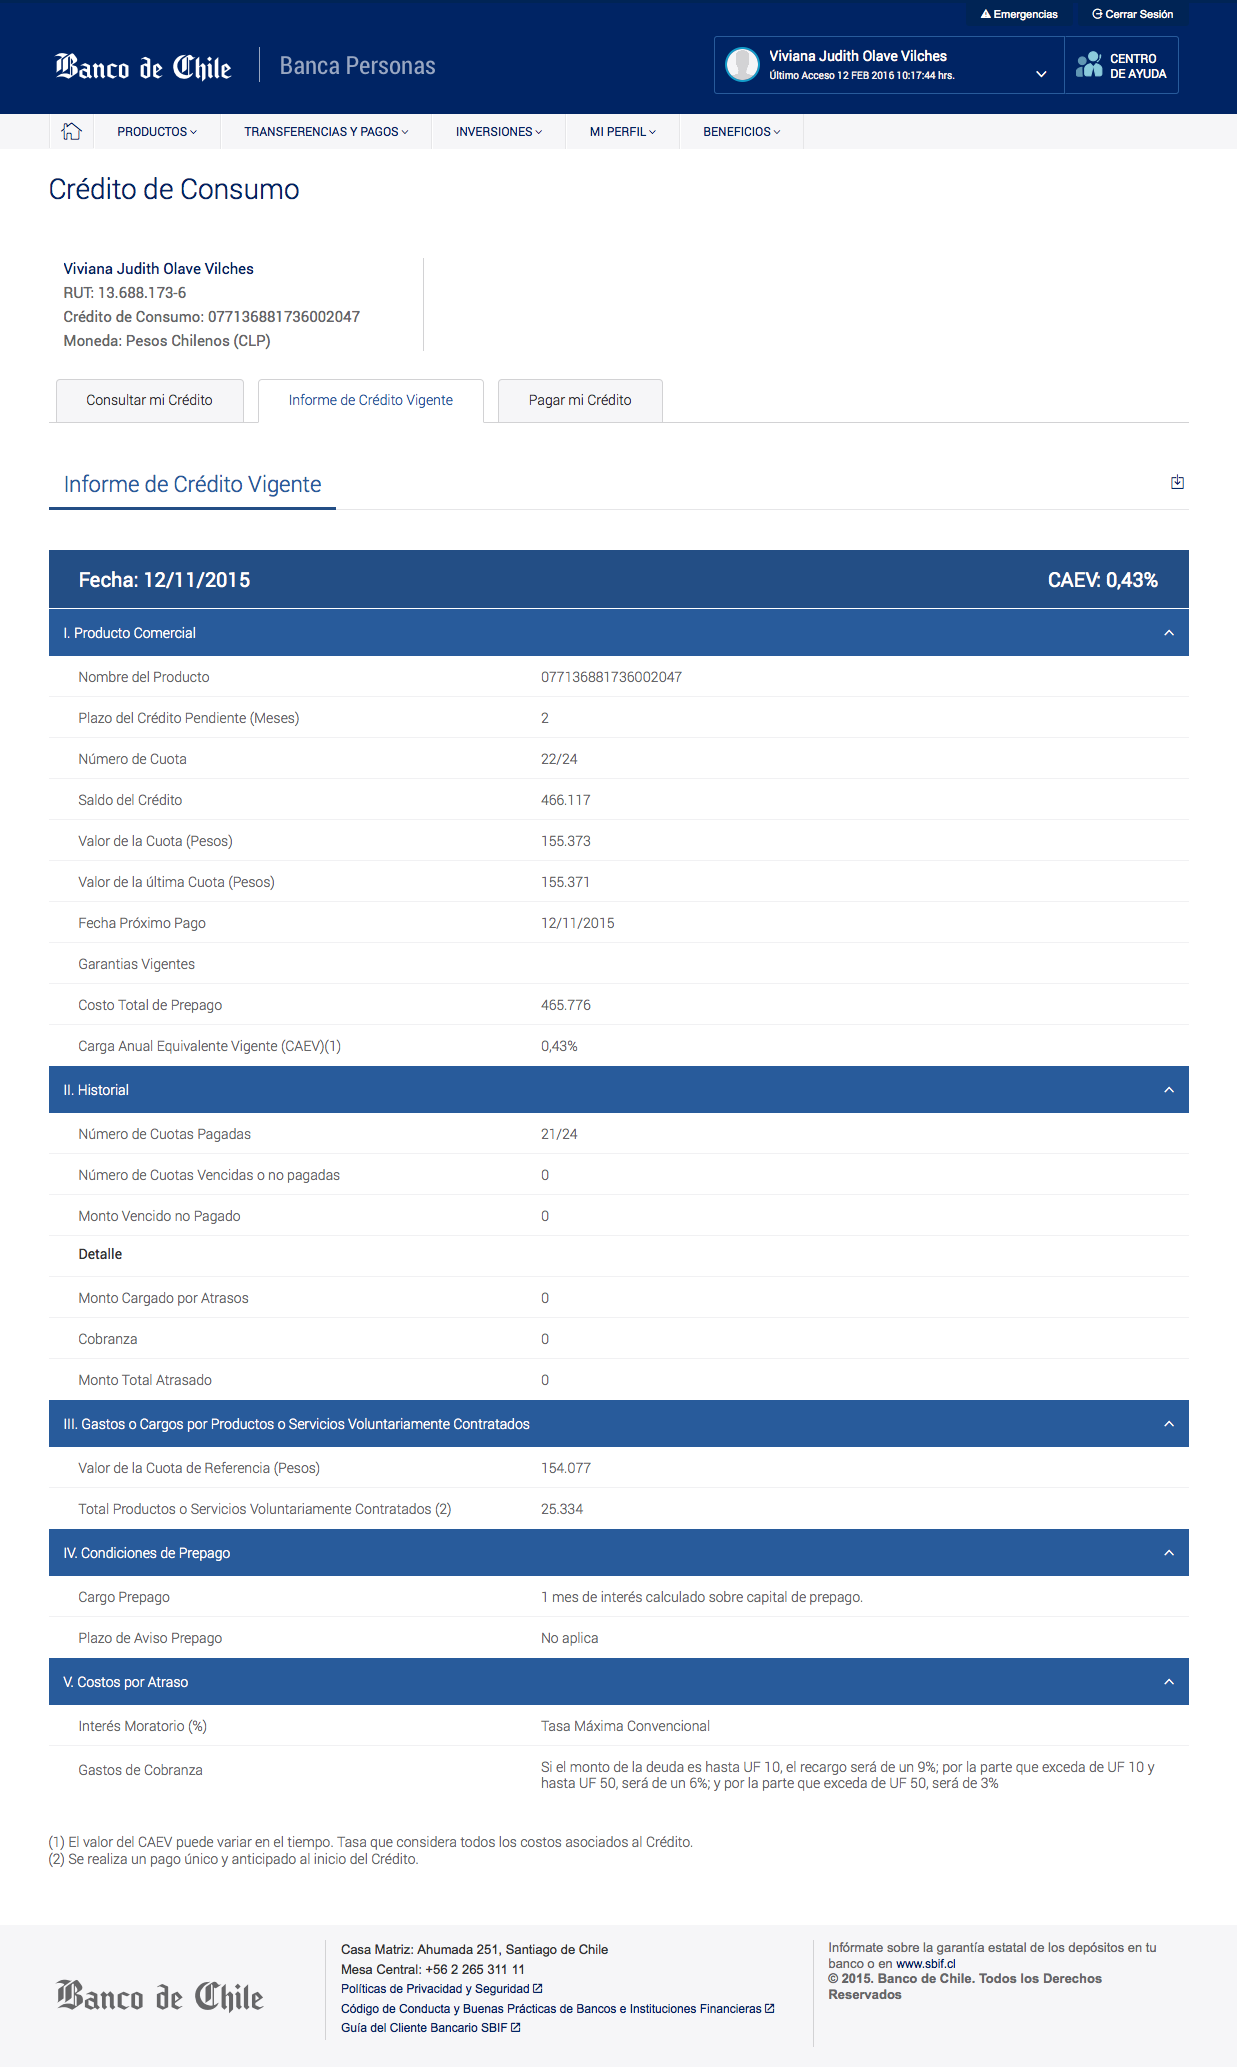 Emergencias
Cerrar Sesión
Banco de Chile
Banca Personas
Viviana Judith Olave Vilches
Último Acceso 12 FEB 2016 10:17:44 hrs.
CENTRO
DE AYUDA
PRODUCTOS
TRANSFERENCIAS Y PAGOS
INVERSIONES
MI PERFIL
BENEFICIOS
Crédito de Consumo
Viviana Judith Olave Vilches
RUT: 13.688.173-6
Crédito de Consumo: 077136881736002047
Moneda: Pesos Chilenos (CLP)
Consultar mi Crédito
Informe de Crédito Vigente
Pagar mi Crédito
Informe de Crédito Vigente
Fecha: 12/11/2015 CAEV: 0,43%
I. Producto Comercial
Nombre del Producto 077136881736002047
Plazo del Crédito Pendiente (Meses) 2
Número de Cuota 22/24
Saldo del Crédito 466.117
Valor de la Cuota (Pesos) 155.373
Valor de la última Cuota (Pesos) 155.371
Fecha Próximo Pago 12/11/2015
Garantias Vigentes
Costo Total de Prepago 465.776
Carga Anual Equivalente Vigente (CAEV)(1) 0,43%
II. Historial
Número de Cuotas Pagadas 21/24
Número de Cuotas Vencidas o no pagadas 0
Monto Vencido no Pagado 0
Detalle
Monto Cargado por Atrasos 0
Cobranza 0
Monto Total Atrasado 0
III. Gastos o Cargos por Productos o Servicios Voluntariamente Contratados
Valor de la Cuota de Referencia (Pesos) 154.077
Total Productos o Servicios Voluntariamente Contratados (2) 25.334
IV. Condiciones de Prepago
Cargo Prepago 1 mes de interés calculado sobre capital de prepago.
Plazo de Aviso Prepago No aplica
V. Costos por Atraso
Interés Moratorio (%) Tasa Máxima Convencional
Gastos de Cobranza Si el monto de la deuda es hasta UF 10, el recargo será de un 9%; por la parte que exceda de UF 10 y
hasta UF 50, será de un 6%; y por la parte que exceda de UF 50, será de 3%
(1) El valor del CAEV puede variar en el tiempo. Tasa que considera todos los costos asociados al Crédito.
(2) Se realiza un pago único y anticipado al inicio del Crédito.
Banco de Chile
Casa Matriz: Ahumada 251, Santiago de Chile
Mesa Central: +56 2 265 311 11
Políticas de Privacidad y Seguridad
Código de Conducta y Buenas Prácticas de Bancos e Instituciones Financieras
Guía del Cliente Bancario SBIF
Infórmate sobre la garantía estatal de los depósitos en tu
banco o en www.sbif.cl
© 2015. Banco de Chile. Todos los Derechos
Reservados